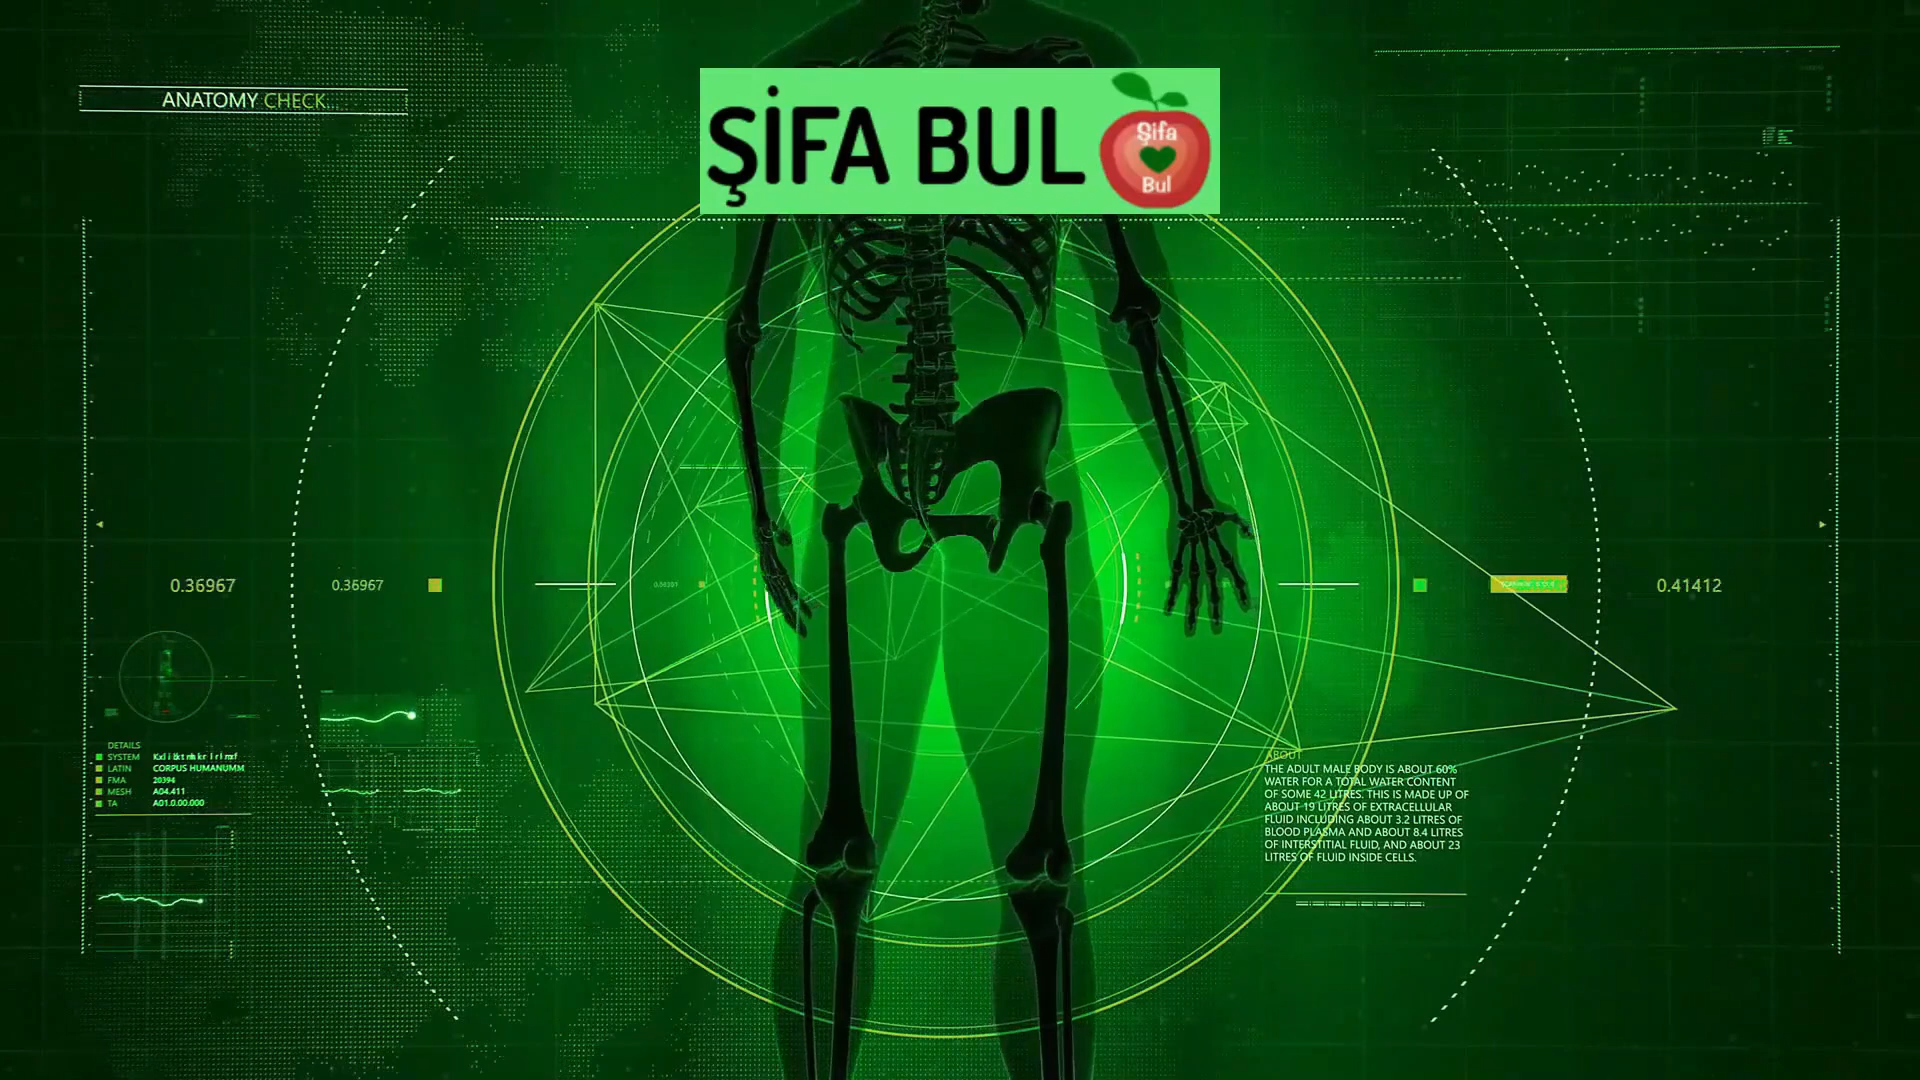 ANATOMY CHECK...
ŞİFA BUL
Şifa
Bul
0.36967
0.36967
0.41412
DETAILS
SYSTEM
LATIN CORPUS HUMANUMM
FMA 20394
MESH A04.411
TA A01.0.00.000
ABOUT
THE ADULT MALE BODY IS ABOUT 60%
WATER FOR A TOTAL WATER CONTENT
OF SOME 42 LITRES. THIS IS MADE UP OF
ABOUT 19 LITRES OF EXTRACELLULAR
FLUID INCLUDING ABOUT 3.2 LITRES OF
BLOOD PLASMA AND ABOUT 8.4 LITRES
OF INTERSTITIAL FLUID, AND ABOUT 23
LITRES OF FLUID INSIDE CELLS.